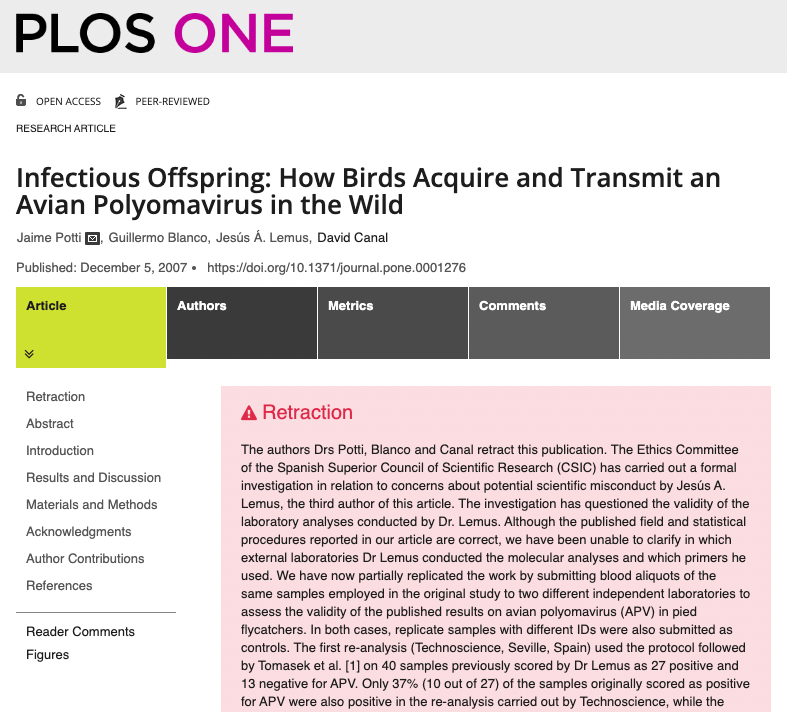 PLOS ONE
OPEN ACCESS PEER-REVIEWED
RESEARCH ARTICLE
Infectious Offspring: How Birds Acquire and Transmit an
Avian Polyomavirus in the Wild
Jaime Potti, Guillermo Blanco, Jesús Á. Lemus, David Canal
Published: December 5, 2007 • https://doi.org/10.1371/journal.pone.0001276
Article Authors Metrics Comments Media Coverage
Retraction
Abstract
Introduction
Results and Discussion
Materials and Methods
Acknowledgments
Author Contributions
References
Reader Comments
Figures
Retraction
The authors Drs Potti, Blanco and Canal retract this publication. The Ethics Committee
of the Spanish Superior Council of Scientific Research (CSIC) has carried out a formal
investigation in relation to concerns about potential scientific misconduct by Jesús A.
Lemus, the third author of this article. The investigation has questioned the validity of the
laboratory analyses conducted by Dr. Lemus. Although the published field and statistical
procedures reported in our article are correct, we have been unable to clarify in which
external laboratories Dr Lemus conducted the molecular analyses and which primers he
used. We have now partially replicated the work by submitting blood aliquots of the
same samples employed in the original study to two different independent laboratories to
assess the validity of the published results on avian polyomavirus (APV) in pied
flycatchers. In both cases, replicate samples with different IDs were also submitted as
controls. The first re-analysis (Technoscience, Seville, Spain) used the protocol followed
by Tomasek et al. [1] on 40 samples previously scored by Dr Lemus as 27 positive and
13 negative for APV. Only 37% (10 out of 27) of the samples originally scored as positive
for APV were also positive in the re-analysis carried out by Technoscience, while the